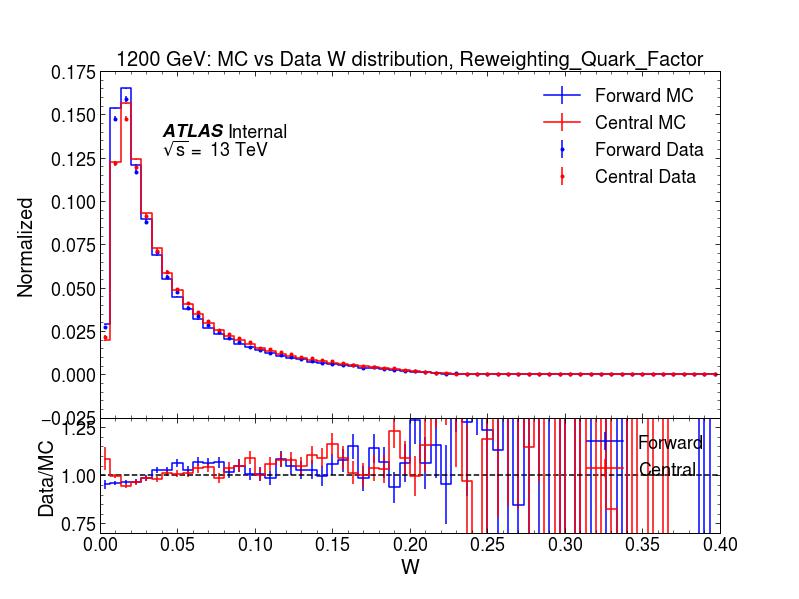 1200 GeV: MC vs Data W distribution, Reweighting_Quark_Factor
0.175
0.150
0.125
0.100
0.075
0.050
0.025
0.000
−0.025
Normalized
ATLAS Internal
√s = 13 TeV
Forward MC
Central MC
Forward Data
Central Data
1.25
1.00
0.75
Data/MC
Forward
Central
0.00 0.05 0.10 0.15 0.20 0.25 0.30 0.35 0.40
W